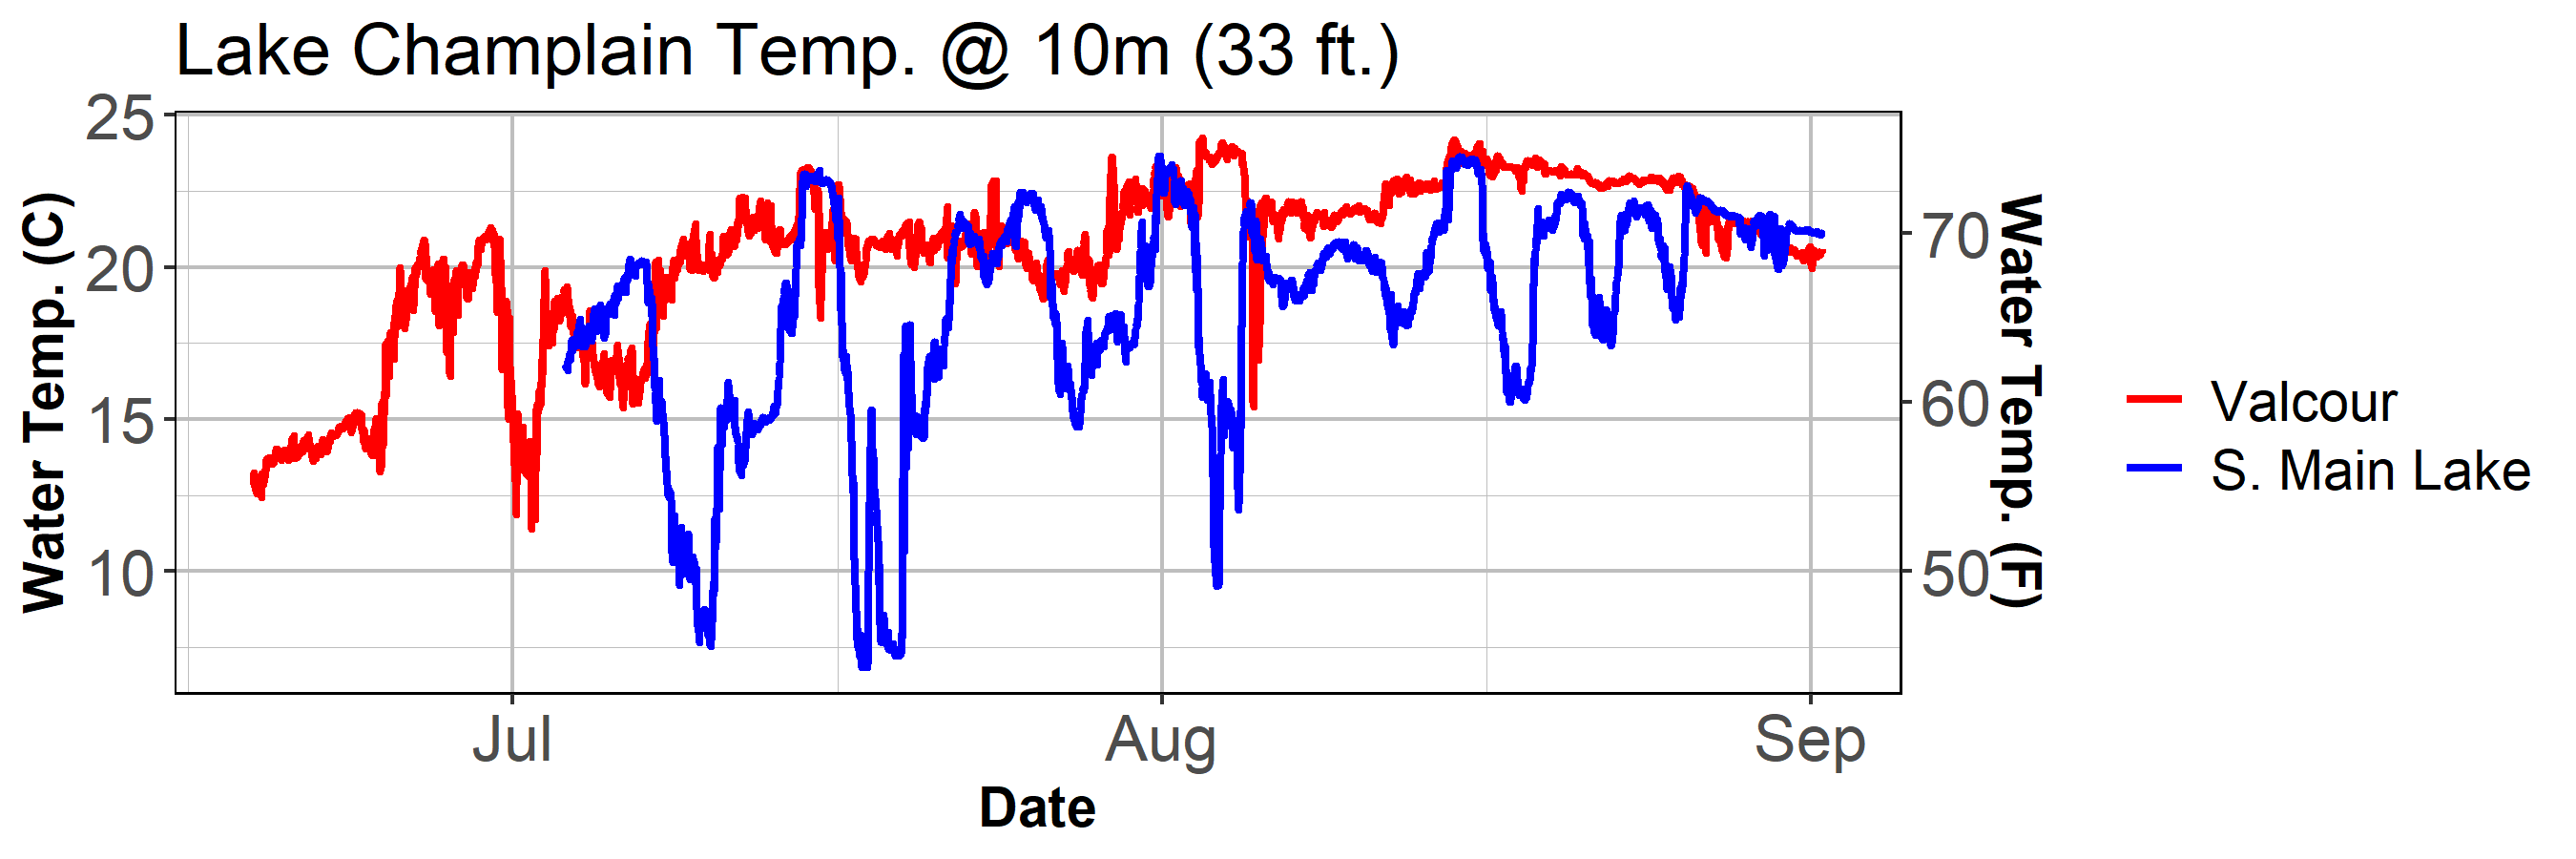 Lake Champlain Temp. @ 10m (33 ft.)
Water Temp. (C)
25
20
15
10
70
60
50
Water Temp. (F)
Jul
Aug
Sep
Date
Valcour
S. Main Lake